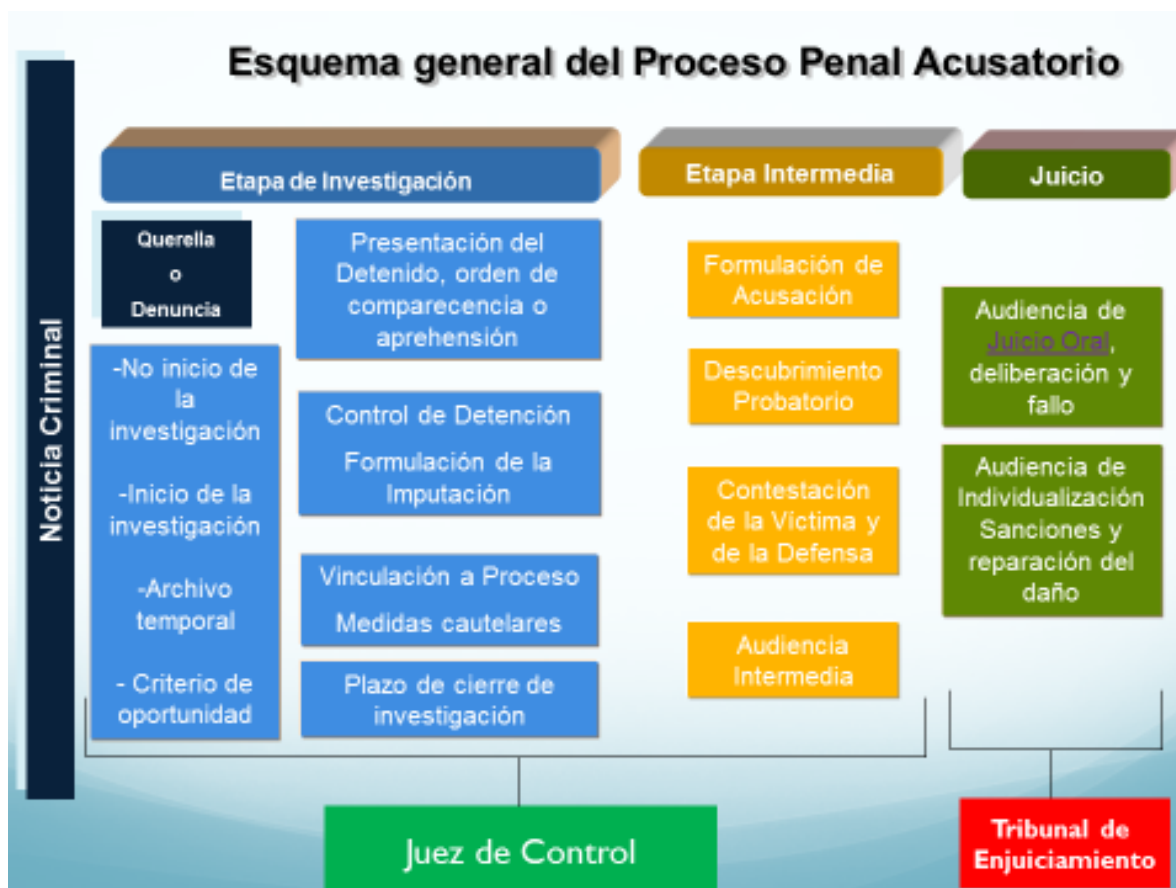 Esquema general del Proceso Penal Acusatorio
Noticia Criminal
Etapa de Investigación
Querella
o
Denuncia
-No inicio de
la
investigación
-Inicio de la
investigación
-Archivo
temporal
- Criterio de
oportunidad
Presentación del
Detenido, orden de
comparecencia o
aprehensión
Control de Detención
Formulación de la
Imputación
Vinculación a Proceso
Medidas cautelares
Plazo de cierre de
investigación
Etapa Intermedia
Formulación de
Acusación
Descubrimiento
Probatorio
Contestación
de la Víctima y
de la Defensa
Audiencia
Intermedia
Juicio
Audiencia de
Juicio Oral,
deliberación y
fallo
Audiencia de
Individualización
Sanciones y
reparación del
daño
Juez de Control
Tribunal de
Enjuiciamiento